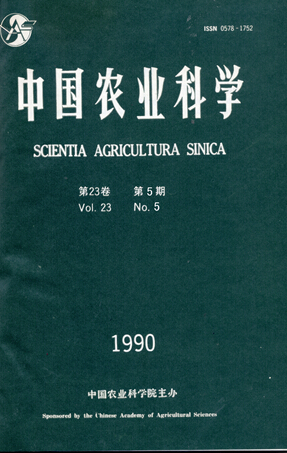 ISSN 0578-1752
中国农业科学
SCIENTIA AGRICULTURA SINICA
第23卷 第5期
Vol. 23 No. 5
1990
中国农业科学院主办
Sponsored by the Chinese Academy of Agricultural Sciences